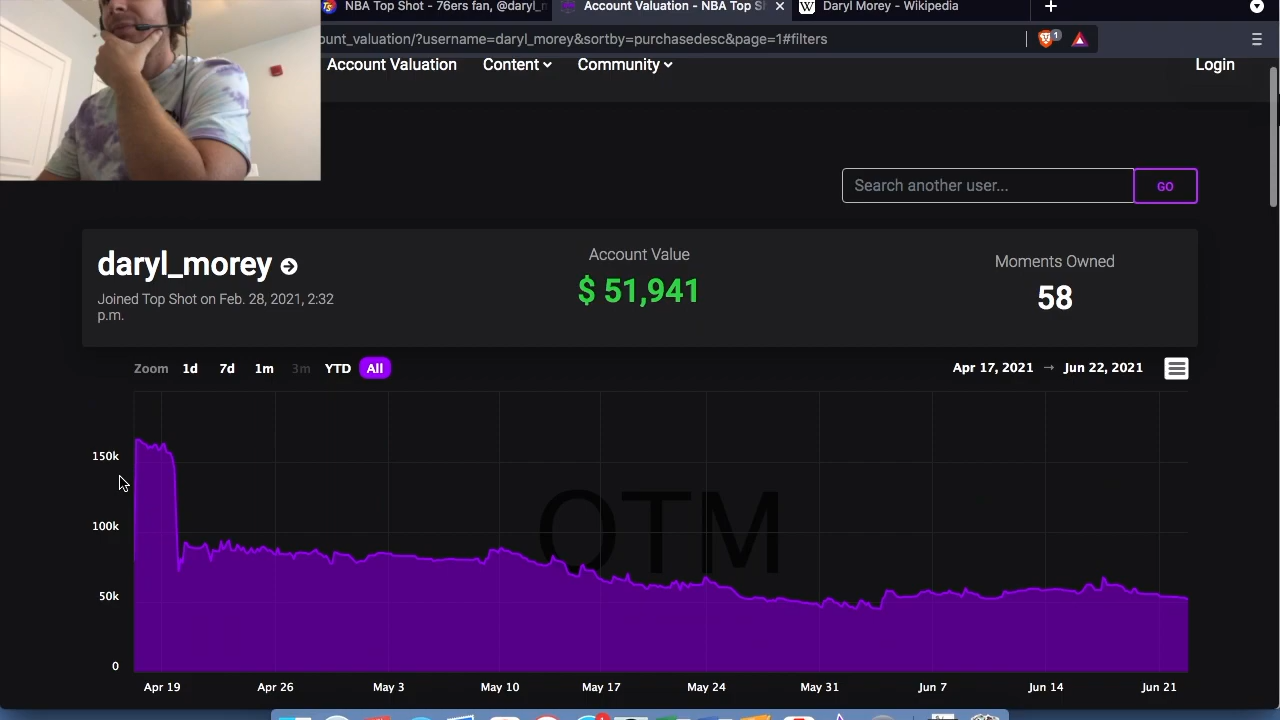 NBA Top Shot - 76ers fan, @daryl_n
Account Valuation - NBA Top S
Daryl Morey - Wikipedia
ount_valuation/?username=daryl_morey&sortby=purchasedesc&page=1#filters
1
Account Valuation
Content
Community
Login
Search another user...
GO
daryl_morey
Joined Top Shot on Feb. 28, 2021, 2:32
p.m.
Account Value
$ 51,941
Moments Owned
58
Zoom 1d 7d 1m 3m YTD All
Apr 17, 2021 → Jun 22, 2021
150k
100k
50k
0
OTM
Apr 19 Apr 26 May 3 May 10 May 17 May 24 May 31 Jun 7 Jun 14 Jun 21